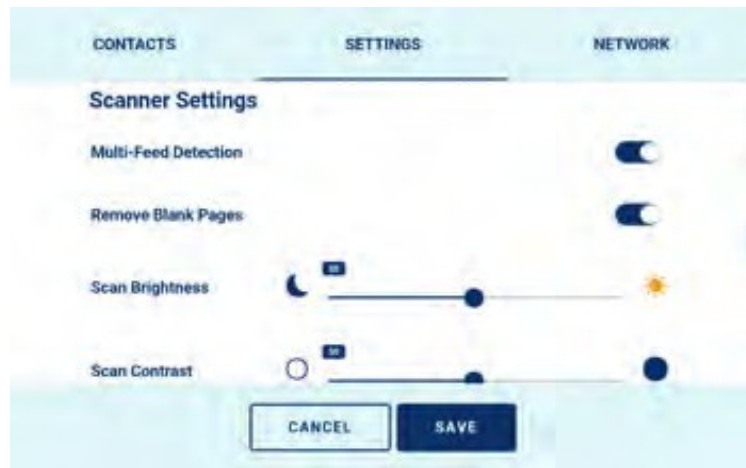 CONTACTS SETTINGS NETWORK
Scanner Settings
Multi-Feed Detection
Remove Blank Pages
Scan Brightness
Scan Contrast
CANCEL SAVE